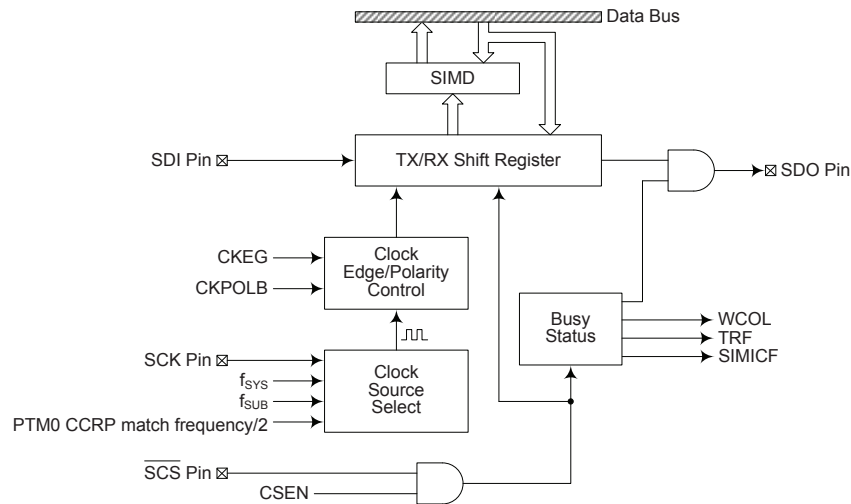 Data Bus
SIMD
SDI Pin
TX/RX Shift Register
SDO Pin
CKEG
CKPOLB
Clock
Edge/Polarity
Control
Busy
Status
WCOL
TRF
SIMICF
SCK Pin
fSYS
fSUB
PTM0 CCRP match frequency/2
Clock
Source
Select
SCS Pin
CSEN